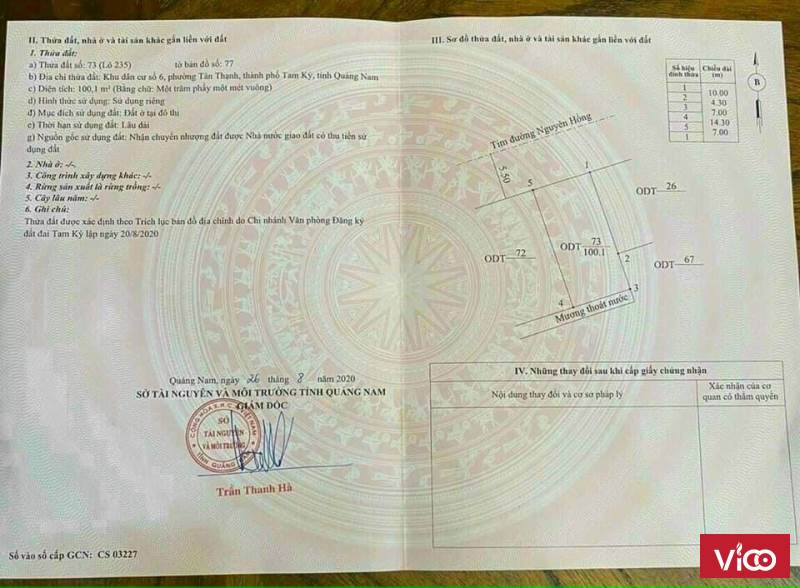 II. Thửa đất, nhà ở và tài sản khác gắn liền với đất
1. Thửa đất:
a) Thửa đất số: 73 (Lô 235) tờ bản đồ số: 77
b) Địa chỉ thửa đất: Khu dân cư số 6, phường Tân Thạnh, thành phố Tam Kỳ, tỉnh Quảng Nam
c) Diện tích: 100,1 m² (Bằng chữ: Một trăm phẩy một mét vuông)
d) Hình thức sử dụng: Sử dụng riêng
đ) Mục đích sử dụng đất: Đất ở tại đô thị
e) Thời hạn sử dụng đất: Lâu dài
g) Nguồn gốc sử dụng đất: Nhận chuyển nhượng đất được Nhà nước giao đất có thu tiền sử
dụng đất
2. Nhà ở: -/-.
3. Công trình xây dựng khác: -/-
4. Rừng sản xuất là rừng trồng: -/-
5. Cây lâu năm: -/-
6. Ghi chú:
Thửa đất được xác định theo Trích lục bản đồ địa chính do Chi nhánh Văn phòng Đăng ký
đất đai Tam Kỳ lập ngày 20/8/2020
Quảng Nam, ngày 26 tháng 8 năm 2020
SỞ TÀI NGUYÊN VÀ MÔI TRƯỜNG TỈNH QUẢNG NAM
GIÁM ĐỐC
SỞ
TÀI NGUYÊN
VÀ MÔI TRƯỜNG
Trần Thanh Hà
Số vào sổ cấp GCN: CS 03227
III. Sơ đồ thửa đất, nhà ở và tài sản khác gắn liền với đất
Số hiệu đỉnh thửa Chiều dài (m)
1
10.00
2
4.30
3
7.00
4
14.30
5
7.00
1
B
Tim đường Nguyên Hồng
5.50
5
1
ODT 26
ODT 72
ODT 73
100.1
2
ODT 67
3
4
Mương thoát nước
IV. Những thay đổi sau khi cấp giấy chứng nhận
Nội dung thay đổi và cơ sở pháp lý
Xác nhận của cơ
quan có thẩm quyền
Vicoo